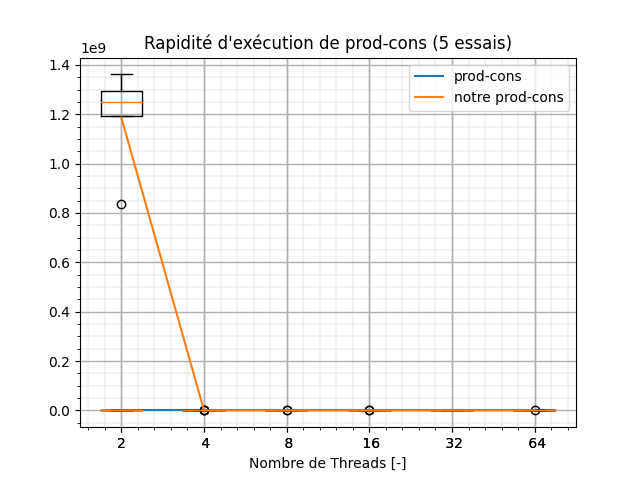 Rapidité d'exécution de prod-cons (5 essais)
1e9
prod-cons
notre prod-cons
1.4
1.2
1.0
0.8
0.6
0.4
0.2
0.0
2 4 8 16 32 64
Nombre de Threads [-]